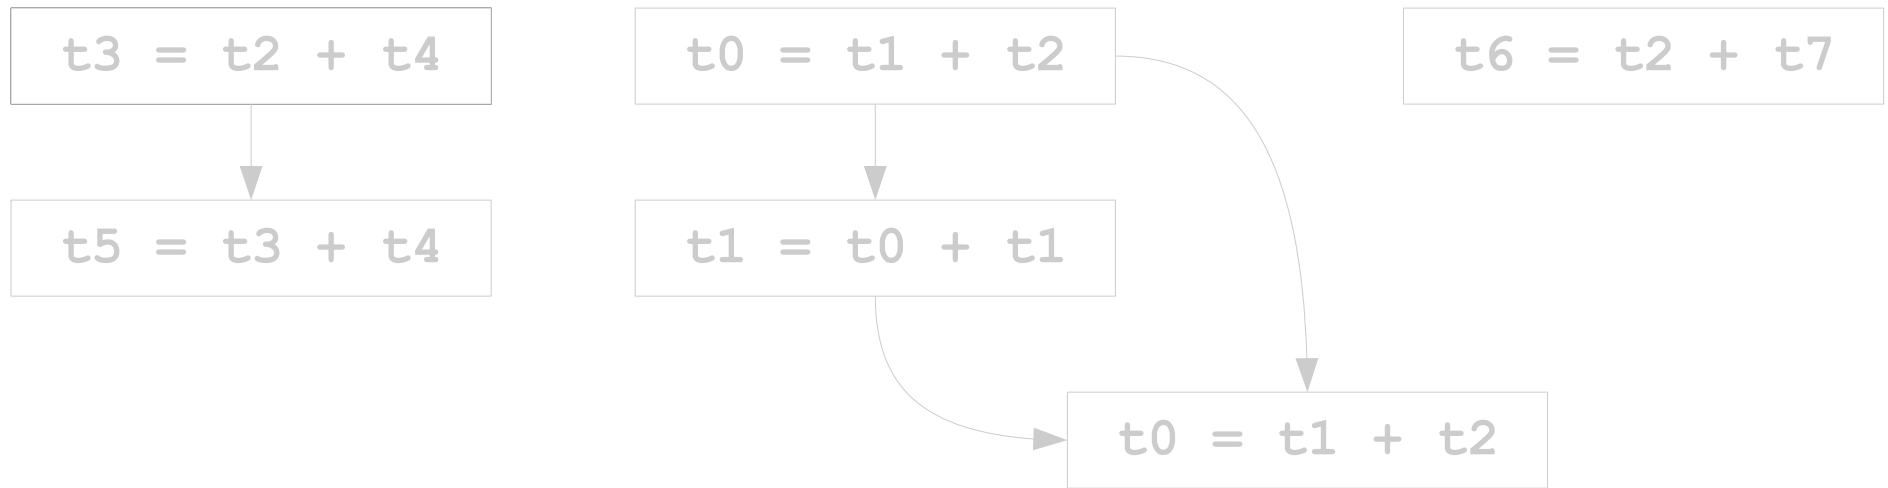 t3 = t2 + t4
t0 = t1 + t2
t6 = t2 + t7
t5 = t3 + t4
t1 = t0 + t1
t0 = t1 + t2